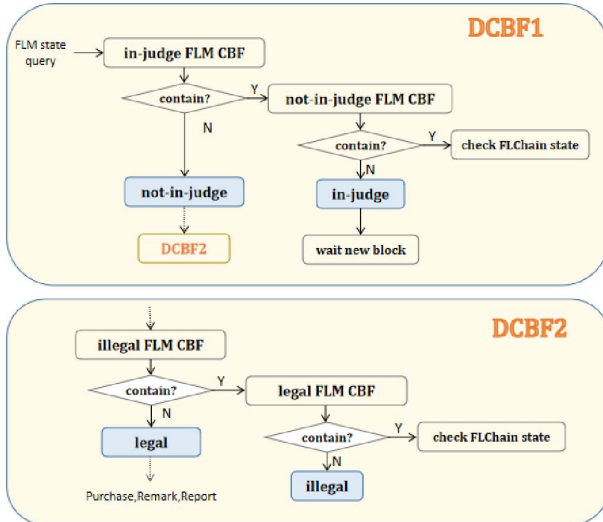 DCBF1
FLM state
query
in-judge FLM CBF
contain?
Y
not-in-judge FLM CBF
N
contain?
Y
check FLChain state
N
not-in-judge
in-judge
DCBF2
wait new block
DCBF2
illegal FLM CBF
contain?
Y
legal FLM CBF
N
legal
contain?
Y
check FLChain state
N
illegal
Purchase,Remark,Report